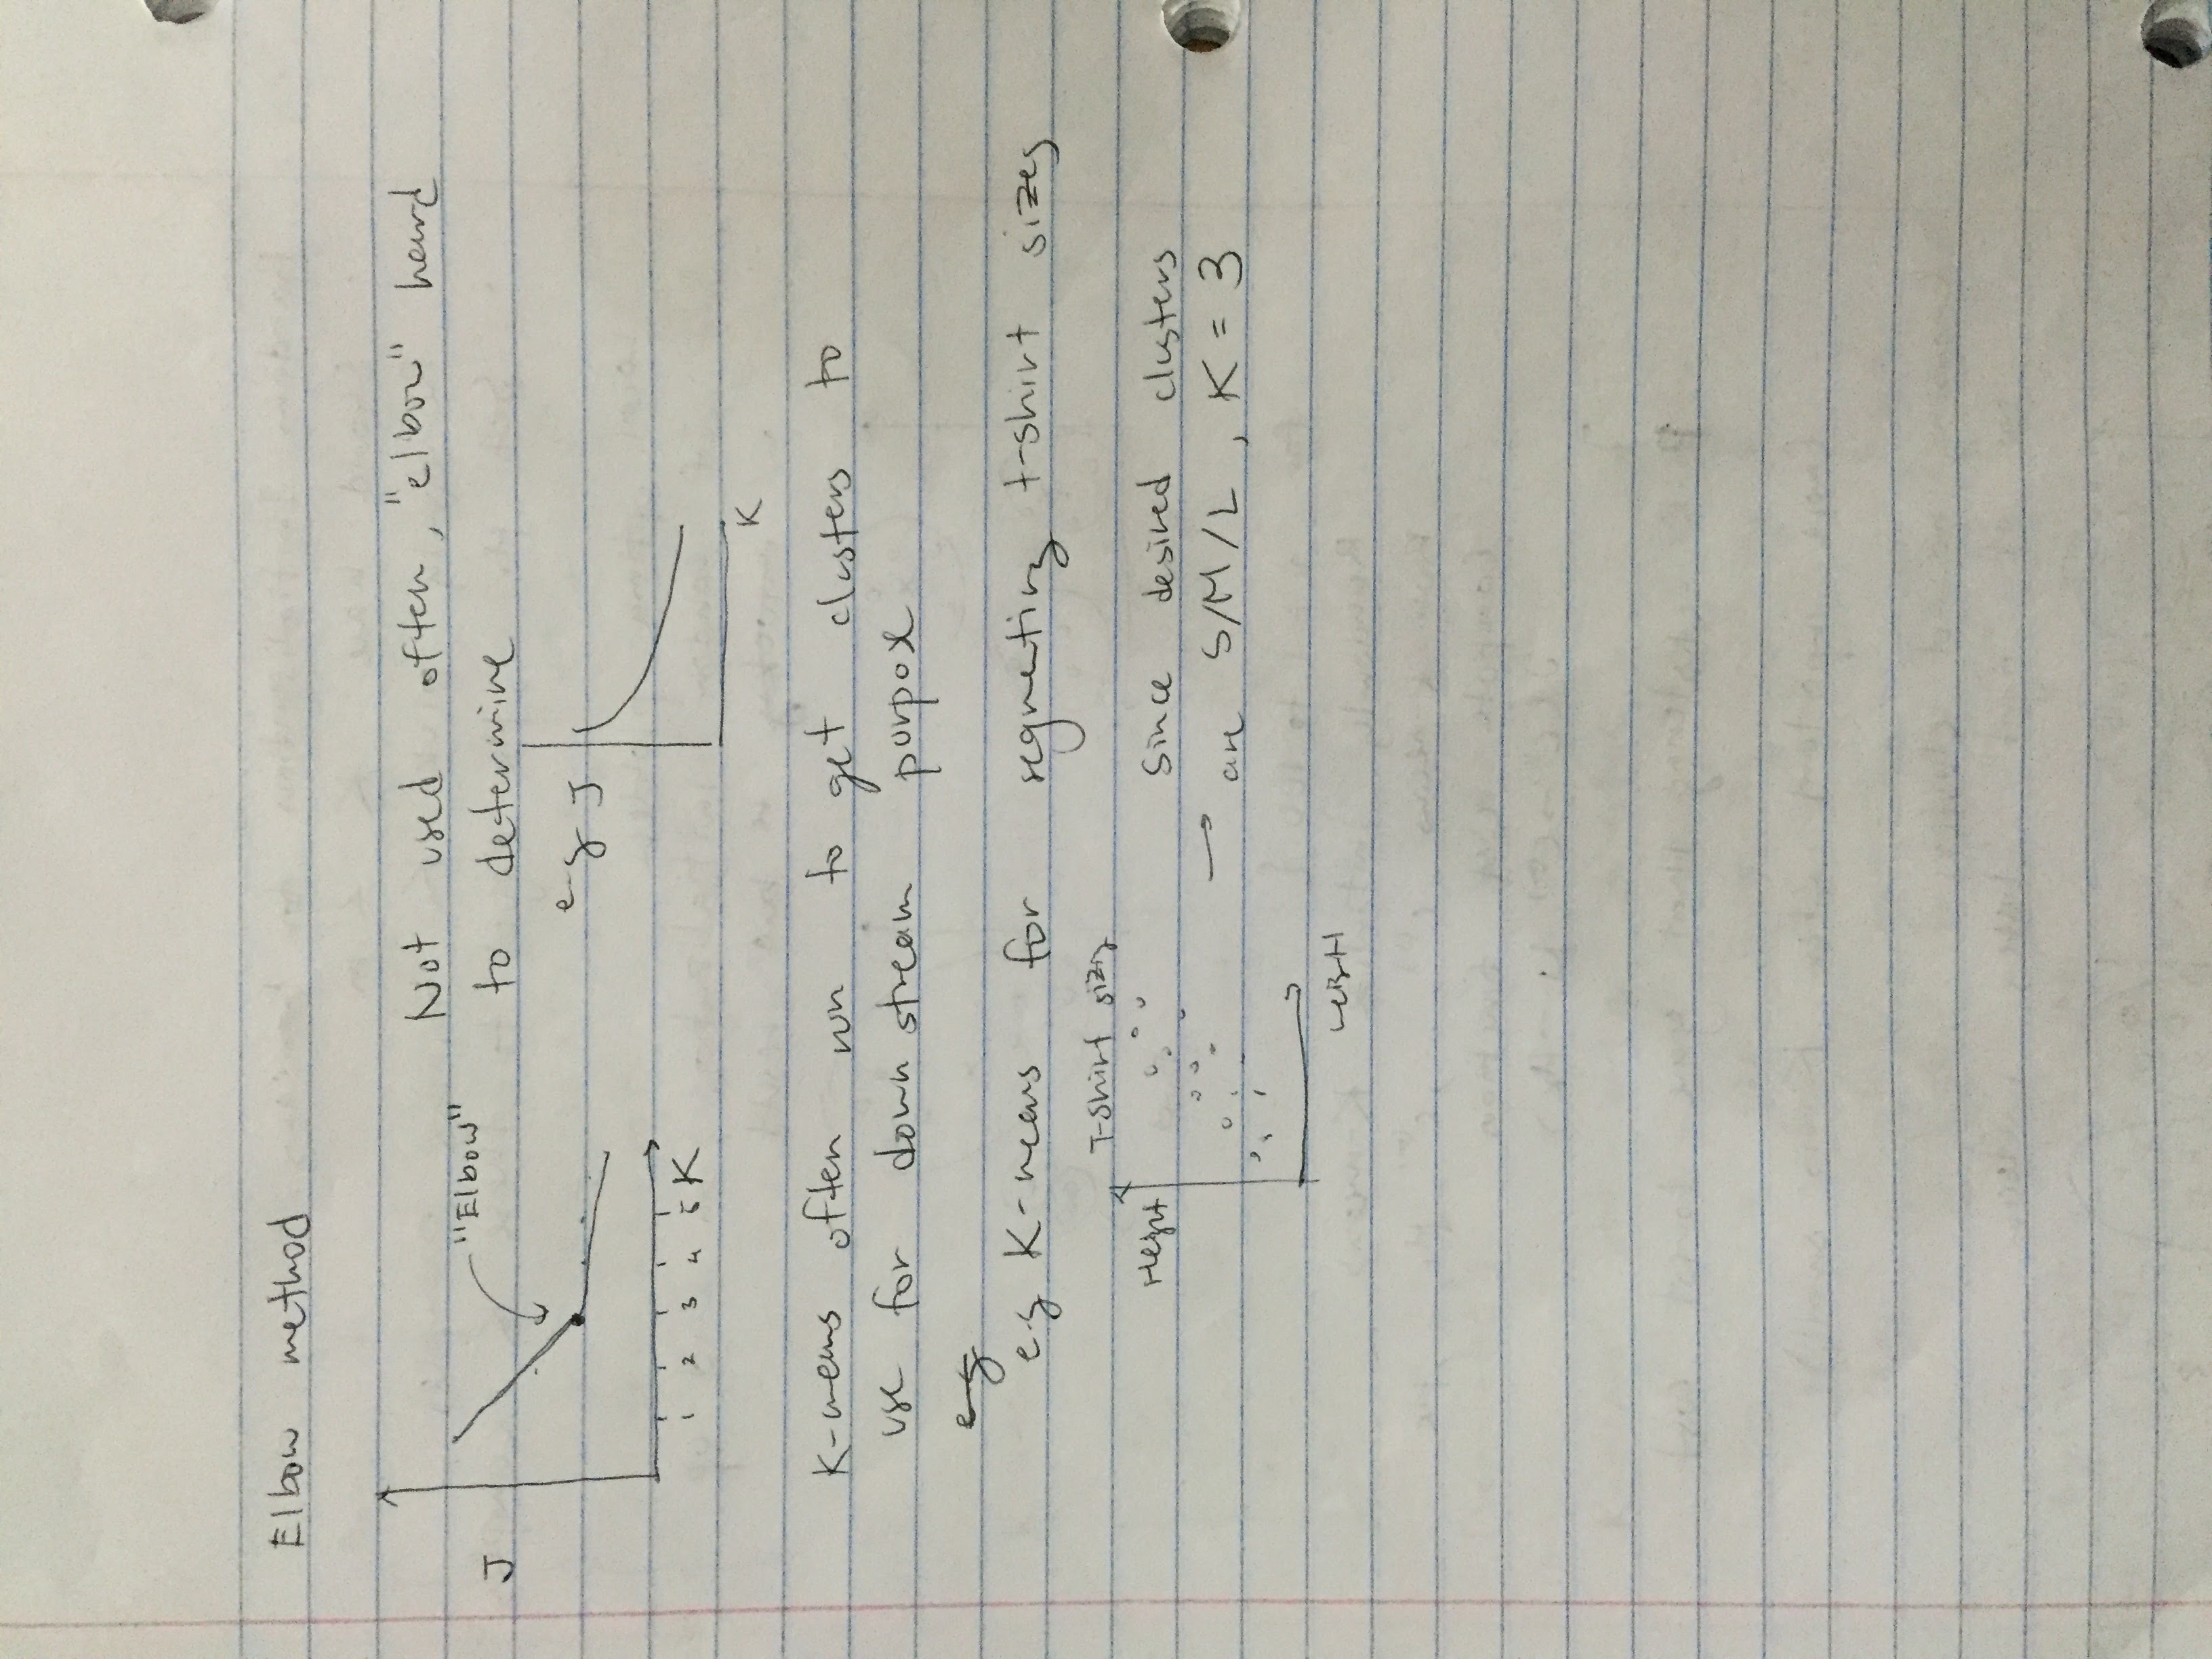 Elbow method
Not used often, "elbow" hard
to determine
J
"Elbow"
1 2 3 4 5 K
e.g J
K
K-means often run to get clusters to
use for down stream purpose
eg
e.g K-means for segmenting t-shirt sizes
T-Shirt sizing
Height
Weight
→ Since desired clusters
are S/M/L, K = 3